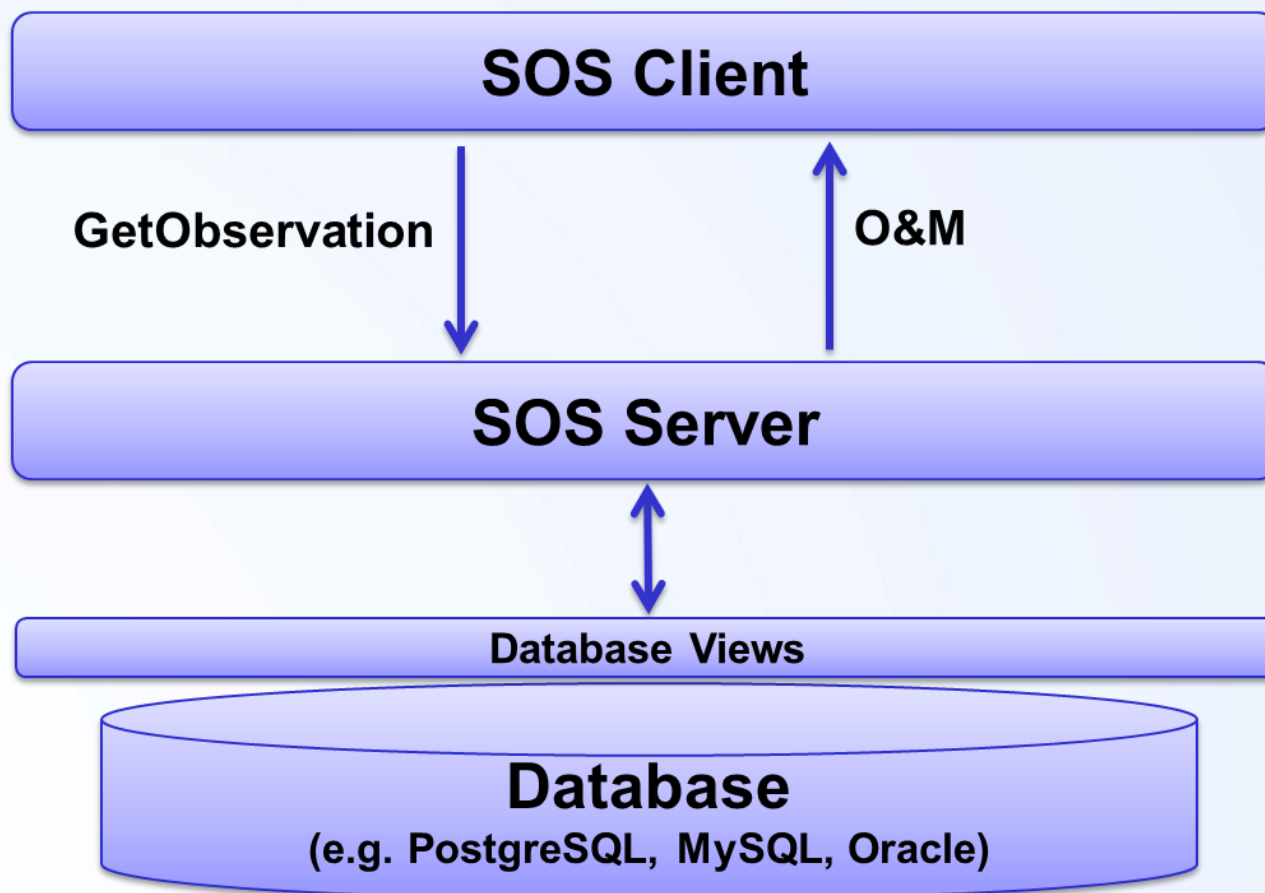 SOS Client
GetObservation
O&M
SOS Server
Database Views
Database
(e.g. PostgreSQL, MySQL, Oracle)